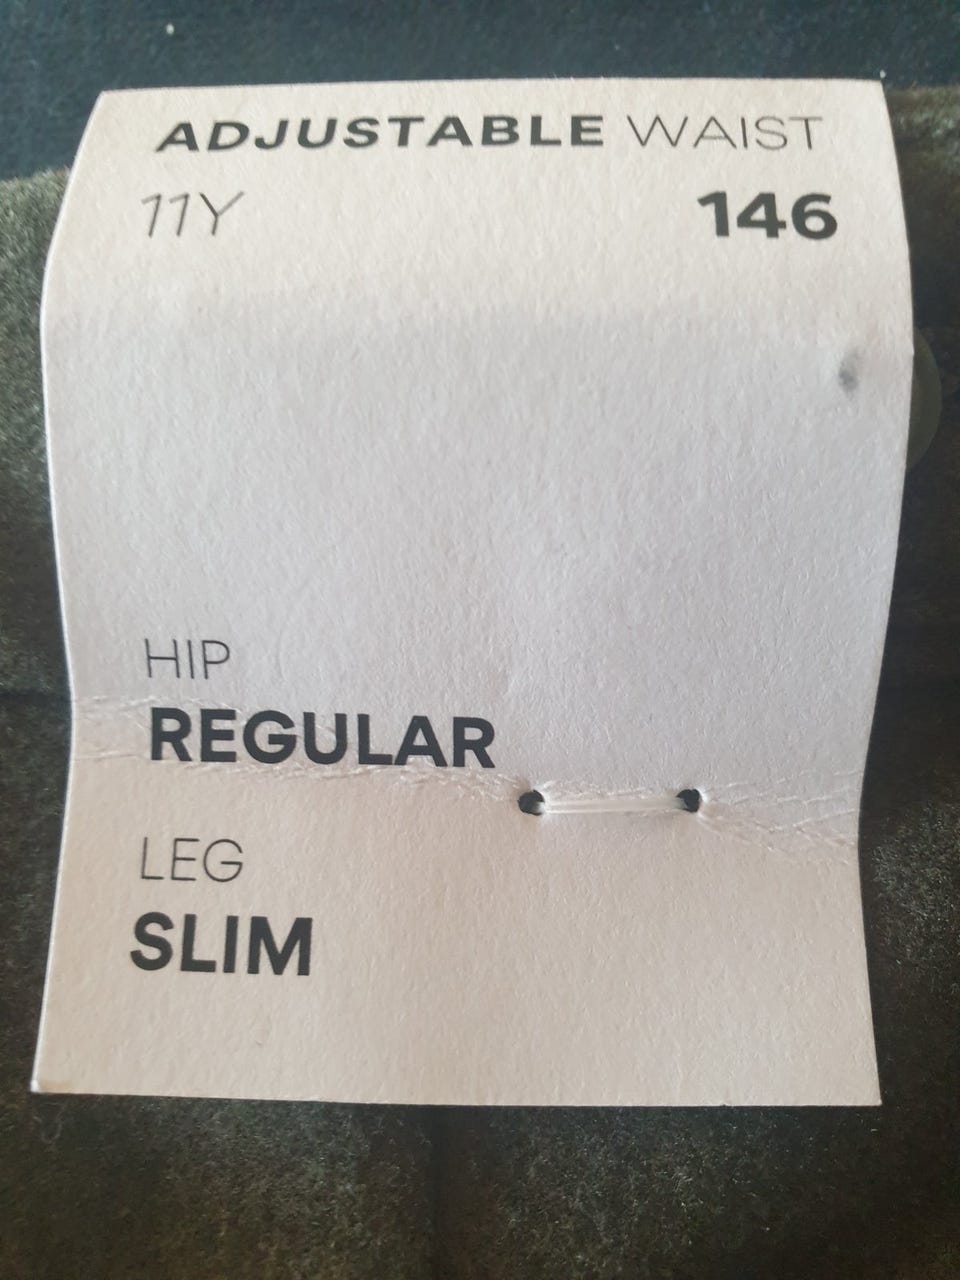 ADJUSTABLE WAIST
11Y 146
HIP
REGULAR
LEG
SLIM